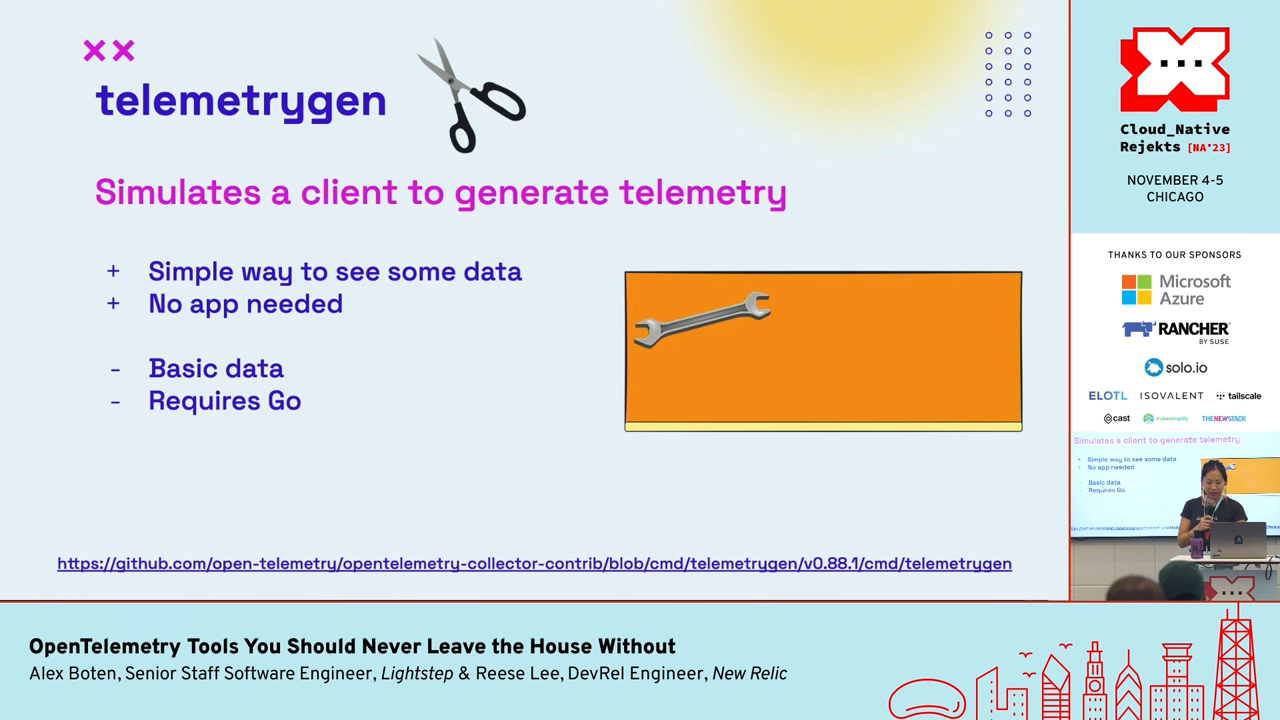 telemetrygen
Simulates a client to generate telemetry
+ Simple way to see some data
+ No app needed
- Basic data
- Requires Go
https://github.com/open-telemetry/opentelemetry-collector-contrib/blob/cmd/telemetrygen/v0.88.1/cmd/telemetrygen
Cloud_Native
Rejekts [NA'23]
NOVEMBER 4-5
CHICAGO
THANKS TO OUR SPONSORS
Microsoft
Azure
RANCHER
BY SUSE
solo.io
ELOTL ISOVALENT tailscale
cast Kubesimplify THENEWSTACK
Simulates a client to generate telemetry
Simple way to see some data
No app needed
Basic data
Requires Go
OpenTelemetry Tools You Should Never Leave the House Without
Alex Boten, Senior Staff Software Engineer, Lightstep & Reese Lee, DevRel Engineer, New Relic